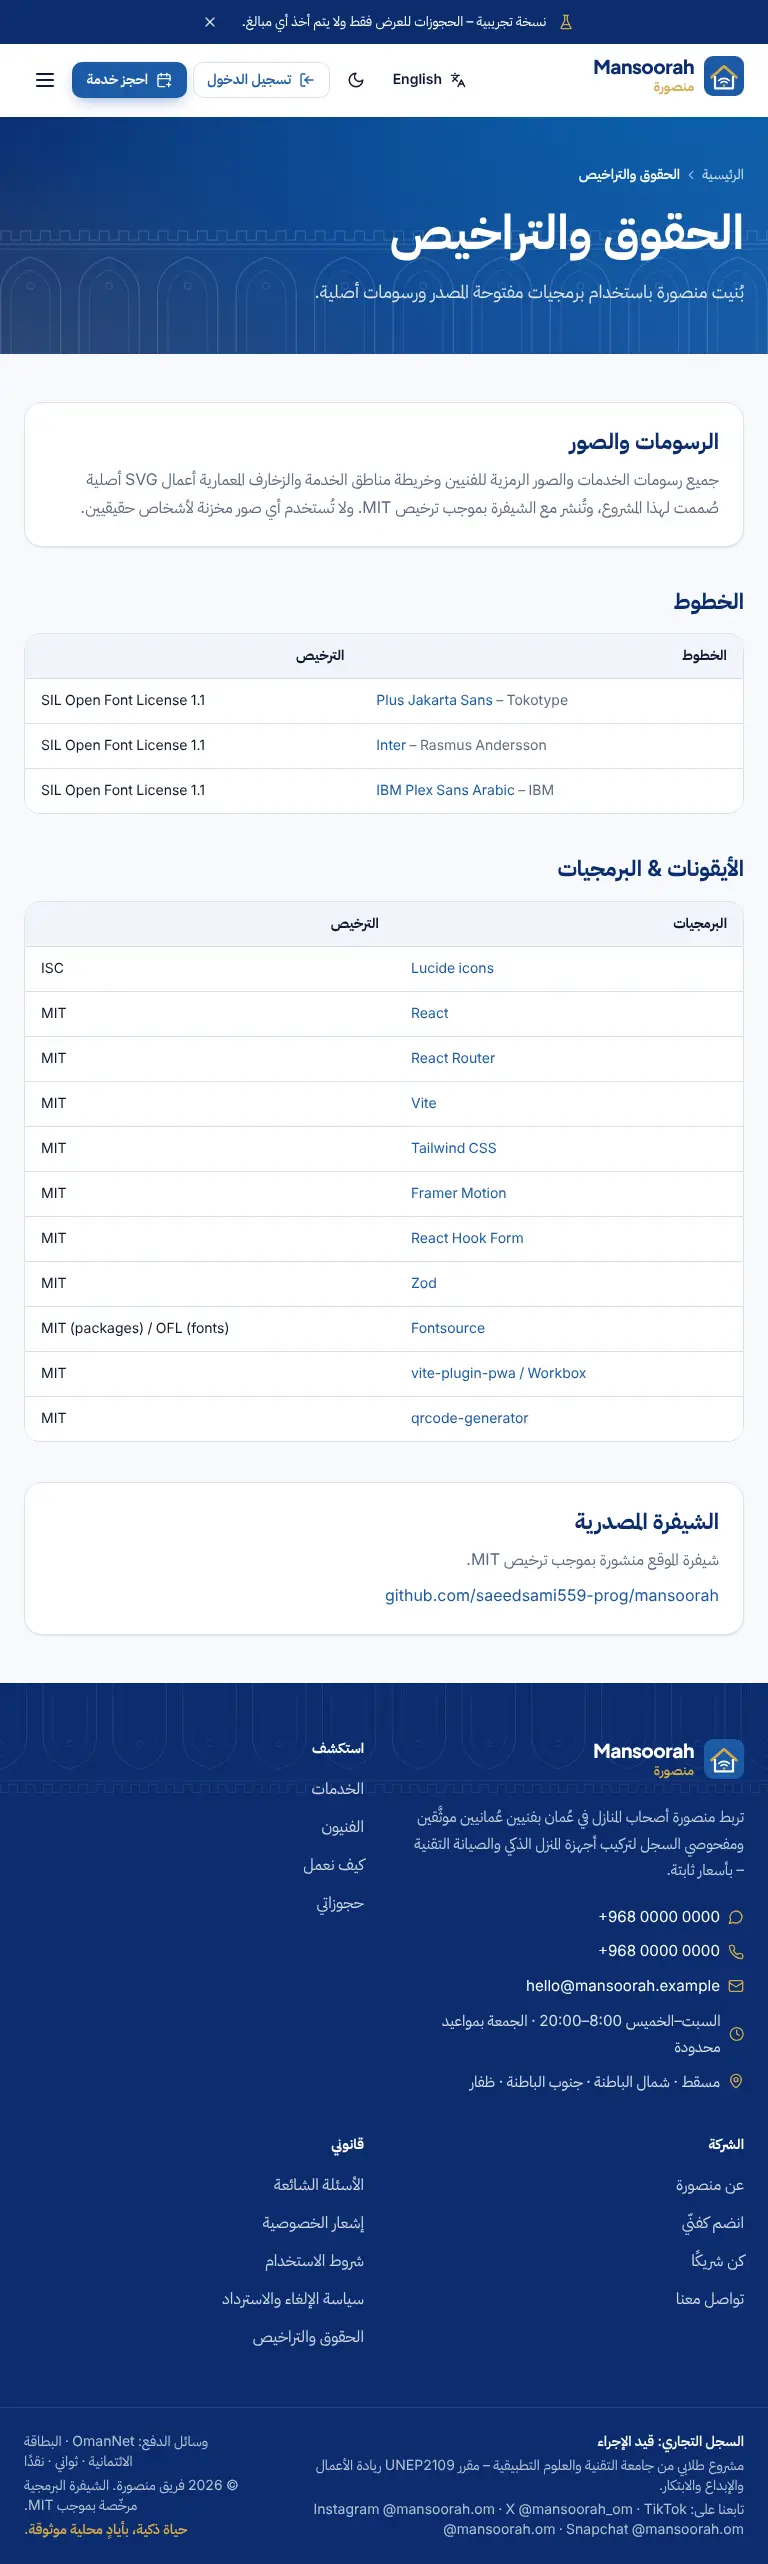 نسخة تجريبية – الحجوزات للعرض فقط ولا يتم أخذ أي مبالغ.
Mansoorah
منصورة
English
تسجيل الدخول
احجز خدمة
الرئيسية
الحقوق والتراخيص
الحقوق والتراخيص
بُنيت منصورة باستخدام برمجيات مفتوحة المصدر ورسومات أصلية.
الرسومات والصور
جميع رسومات الخدمات والصور الرمزية للفنيين وخريطة مناطق الخدمة والزخارف المعمارية أعمال SVG أصلية
صُممت لهذا المشروع، وتُنشر مع الشيفرة بموجب ترخيص MIT. ولا تُستخدم أي صور مخزنة لأشخاص حقيقيين.
الخطوط
الخطوط الترخيص
Plus Jakarta Sans – Tokotype SIL Open Font License 1.1
Inter – Rasmus Andersson SIL Open Font License 1.1
IBM Plex Sans Arabic – IBM SIL Open Font License 1.1
الأيقونات & البرمجيات
البرمجيات الترخيص
Lucide icons ISC
React MIT
React Router MIT
Vite MIT
Tailwind CSS MIT
Framer Motion MIT
React Hook Form MIT
Zod MIT
Fontsource MIT (packages) / OFL (fonts)
vite-plugin-pwa / Workbox MIT
qrcode-generator MIT
الشيفرة المصدرية
شيفرة الموقع منشورة بموجب ترخيص MIT.
github.com/saeedsami559-prog/mansoorah
Mansoorah
منصورة
تربط منصورة أصحاب المنازل في عُمان بفنيين عُمانيين موثَّقين
ومفحوصي السجل لتركيب أجهزة المنزل الذكي والصيانة التقنية
– بأسعار ثابتة.
+968 0000 0000
+968 0000 0000
hello@mansoorah.example
السبت–الخميس 8:00–20:00 · الجمعة بمواعيد
محدودة
مسقط · شمال الباطنة · جنوب الباطنة · ظفار
استكشف
الخدمات
الفنيون
كيف نعمل
حجوزاتي
الشركة
عن منصورة
انضم كفنّي
كن شريكًا
تواصل معنا
قانوني
الأسئلة الشائعة
إشعار الخصوصية
شروط الاستخدام
سياسة الإلغاء والاسترداد
الحقوق والتراخيص
السجل التجاري: قيد الإجراء
مشروع طلابي من جامعة التقنية والعلوم التطبيقية – مقرر UNEP2109 ريادة الأعمال
والإبداع والابتكار.
تابعنا على: Instagram @mansoorah.om · X @mansoorah_om · TikTok
@mansoorah.om · Snapchat @mansoorah.om
وسائل الدفع: OmanNet · البطاقة
الائتمانية · ثواني · نقدًا
© 2026 فريق منصورة. الشيفرة البرمجية
مرخّصة بموجب MIT.
حياة ذكية، بأيادٍ محلية موثوقة.